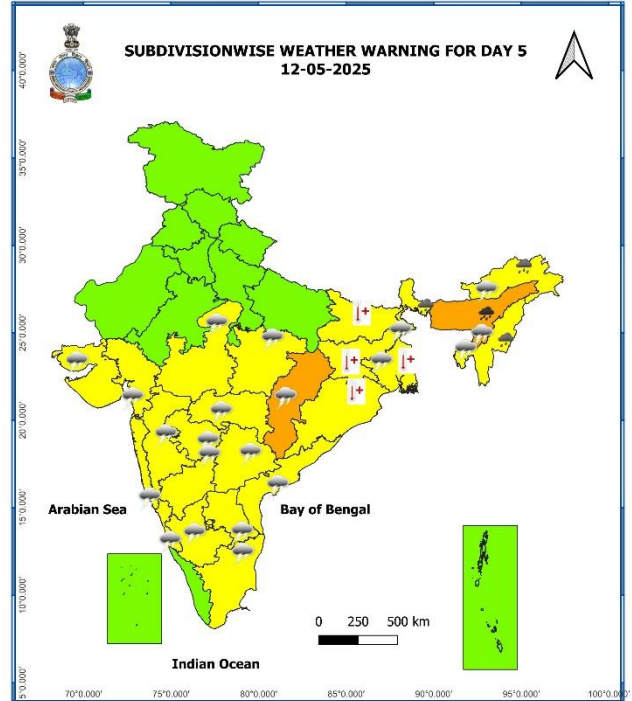 SUBDIVISIONWISE WEATHER WARNING FOR DAY 5
12-05-2025
40°0.000'
35°0.000'
30°0.000'
25°0.000'
20°0.000'
15°0.000'
10°0.000'
5°0.000'
Arabian Sea
Bay of Bengal
0 250 500 km
Indian Ocean
70°0.000' 75°0.000' 80°0.000' 85°0.000' 90°0.000' 95°0.000' 100°0.000'